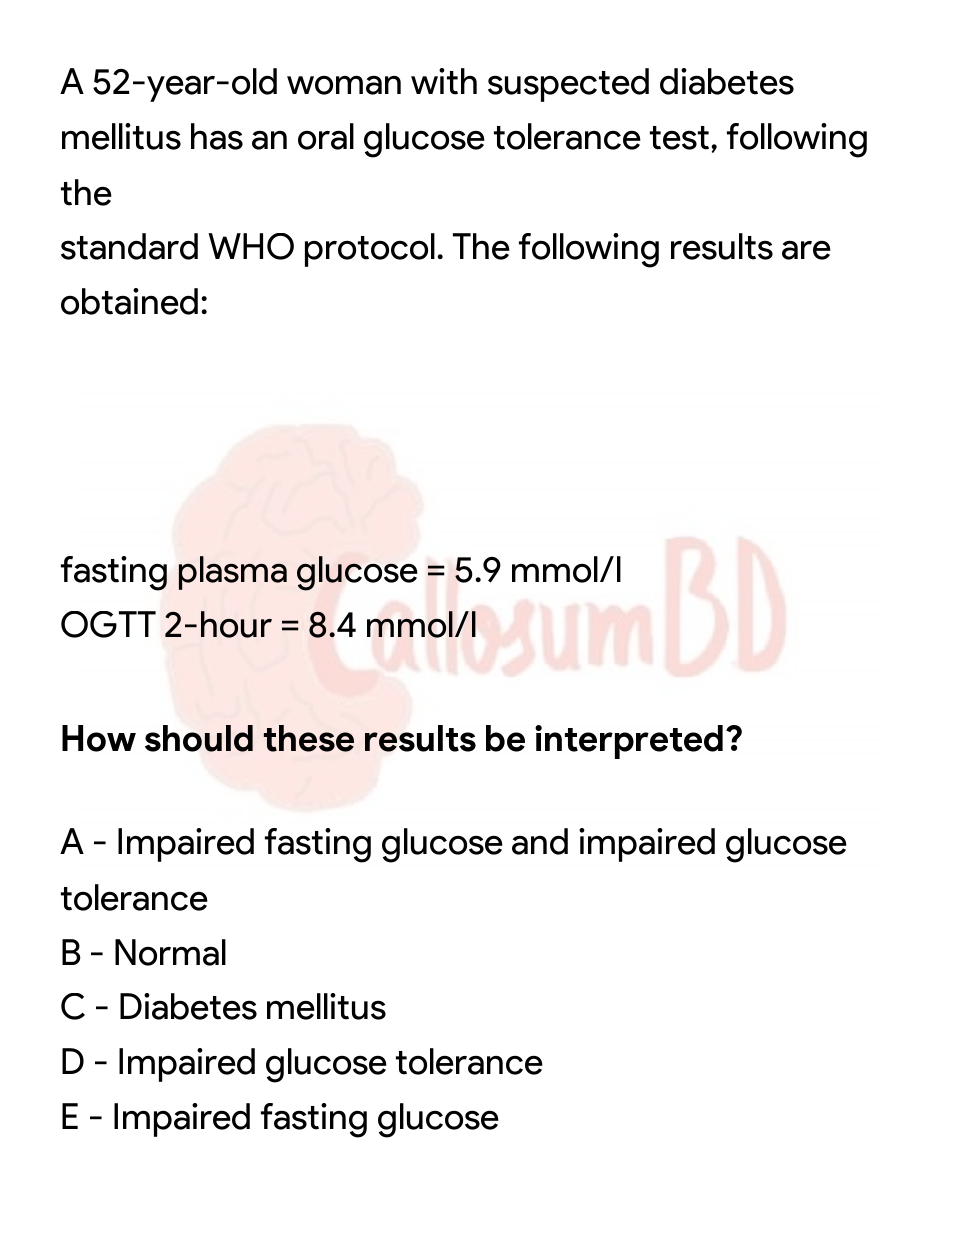 A 52-year-old woman with suspected diabetes
mellitus has an oral glucose tolerance test, following
the
standard WHO protocol. The following results are
obtained:
fasting plasma glucose = 5.9 mmol/l
OGTT 2-hour = 8.4 mmol/l
CallosumBD
How should these results be interpreted?
A - Impaired fasting glucose and impaired glucose
tolerance
B - Normal
C - Diabetes mellitus
D - Impaired glucose tolerance
E - Impaired fasting glucose